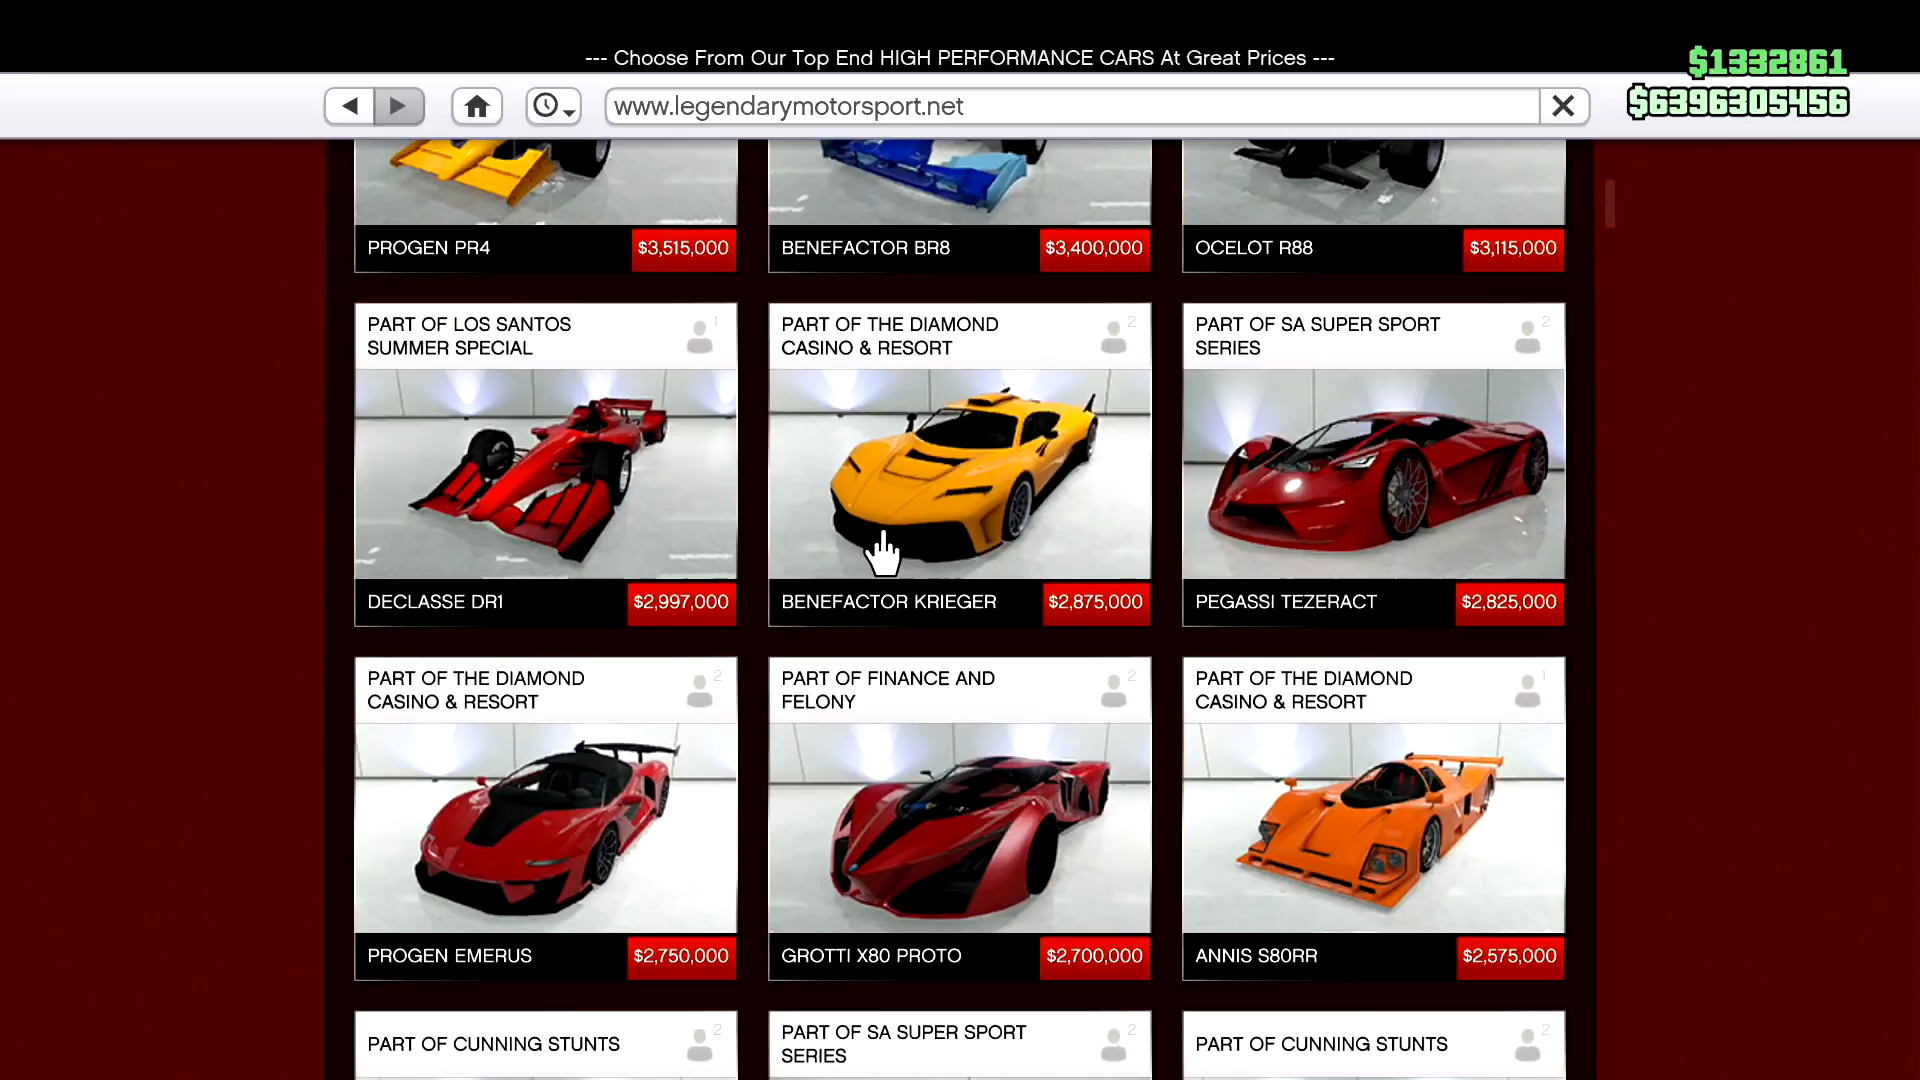 --- Choose From Our Top End HIGH PERFORMANCE CARS At Great Prices ---
$1332861
$6396305456
www.legendarymotorsport.net
PROGEN PR4
$3,515,000
BENEFACTOR BR8
$3,400,000
OCELOT R88
$3,115,000
PART OF LOS SANTOS
SUMMER SPECIAL
1
PART OF THE DIAMOND
CASINO & RESORT
2
PART OF SA SUPER SPORT
SERIES
2
DECLASSE DR1
$2,997,000
BENEFACTOR KRIEGER
$2,875,000
PEGASSI TEZERACT
$2,825,000
PART OF THE DIAMOND
CASINO & RESORT
2
PART OF FINANCE AND
FELONY
2
PART OF THE DIAMOND
CASINO & RESORT
1
PROGEN EMERUS
$2,750,000
GROTTI X80 PROTO
$2,700,000
ANNIS S80RR
$2,575,000
PART OF CUNNING STUNTS
2
PART OF SA SUPER SPORT
SERIES
2
PART OF CUNNING STUNTS
2